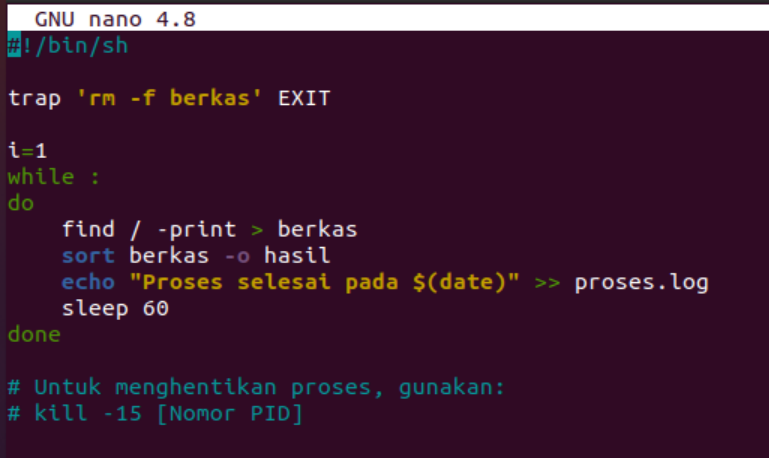 GNU nano 4.8
#!/bin/sh
trap 'rm -f berkas' EXIT
i=1
while :
do
    find / -print > berkas
    sort berkas -o hasil
    echo "Proses selesai pada $(date)" >> proses.log
    sleep 60
done
# Untuk menghentikan proses, gunakan:
# kill -15 [Nomor PID]